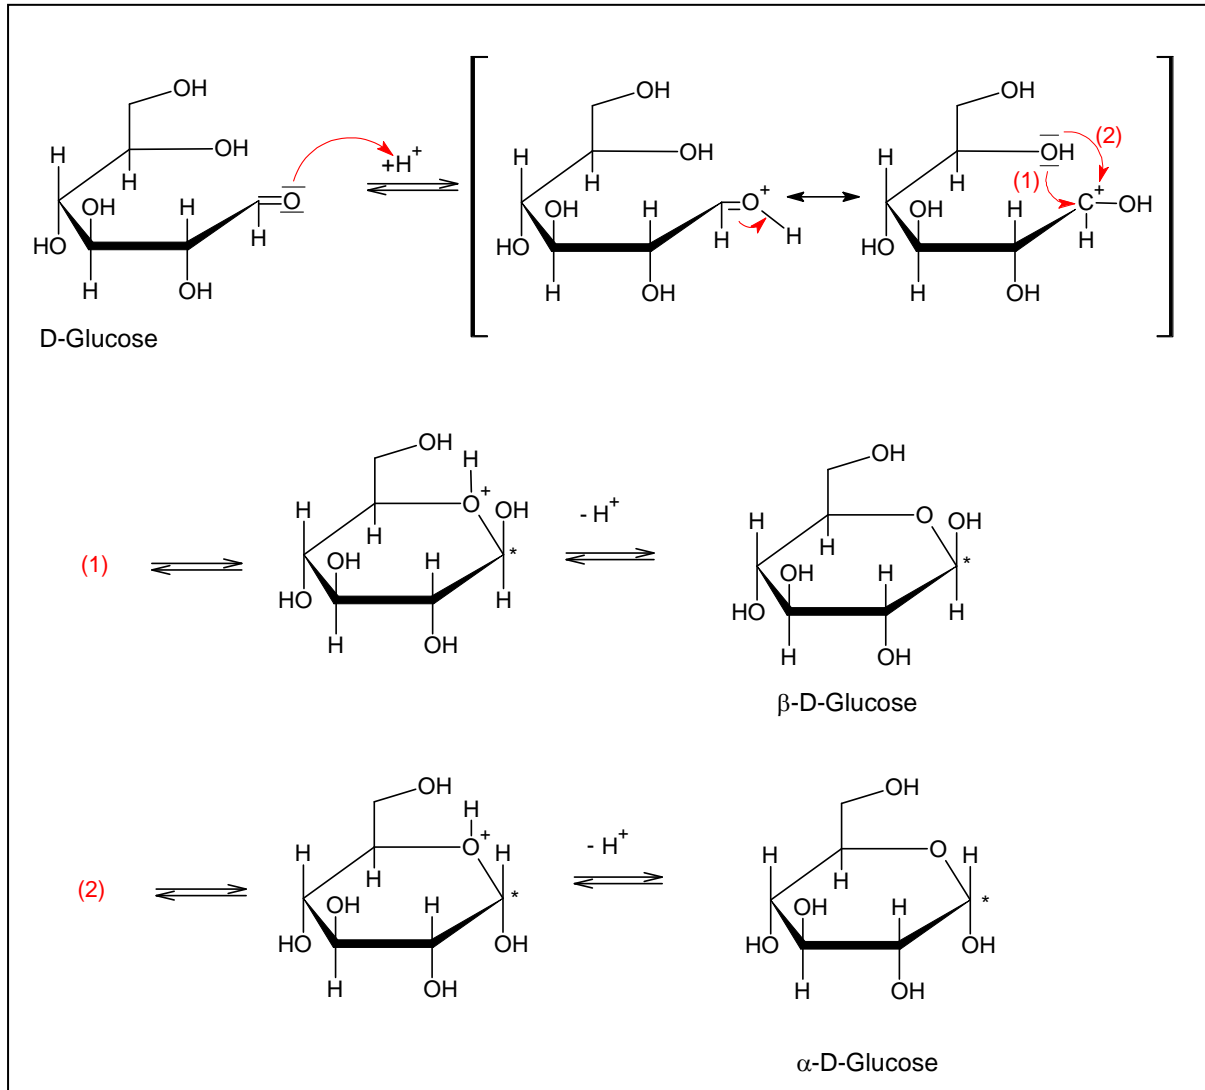 OH OH OH
H OH +H+ H OH H OH (2)
H H H (1)
OH H O OH H O+ OH H C+ OH
HO H HO H H HO H
H OH H OH H OH
D-Glucose
OH OH
H
H O+ OH - H+ H O OH
(1) H H
OH H * OH H *
HO H HO H
H OH H OH
β-D-Glucose
OH OH
H
H O+ H - H+ H O H
(2) H H
OH H * OH H *
HO OH HO OH
H OH H OH
α-D-Glucose